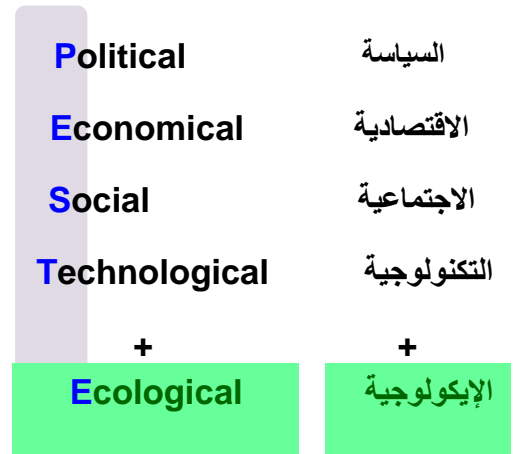 Political السياسة
Economical الاقتصادية
Social الاجتماعية
Technological التكنولوجية
+ +
Ecological الإيكولوجية